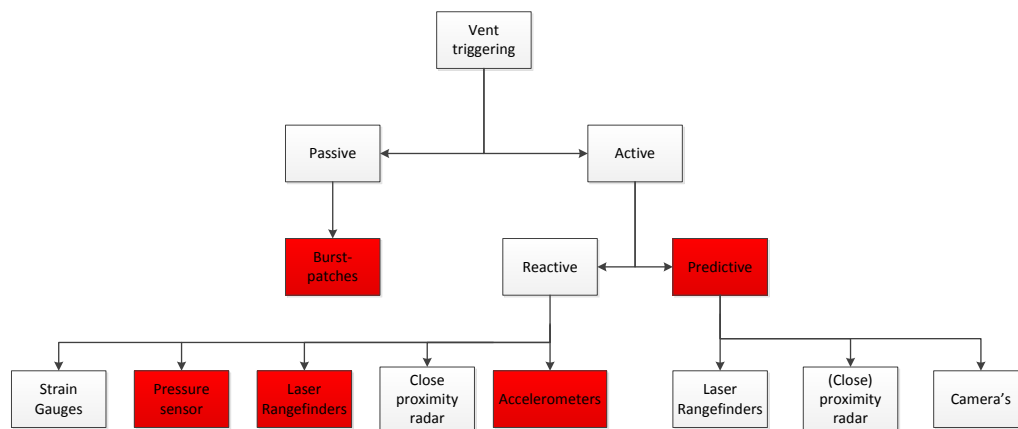 Vent
triggering
Passive
Active
Burst-
patches
Reactive
Predictive
Strain
Gauges
Pressure
sensor
Laser
Rangefinders
Close
proximity
radar
Accelerometers
Laser
Rangefinders
(Close)
proximity
radar
Camera’s